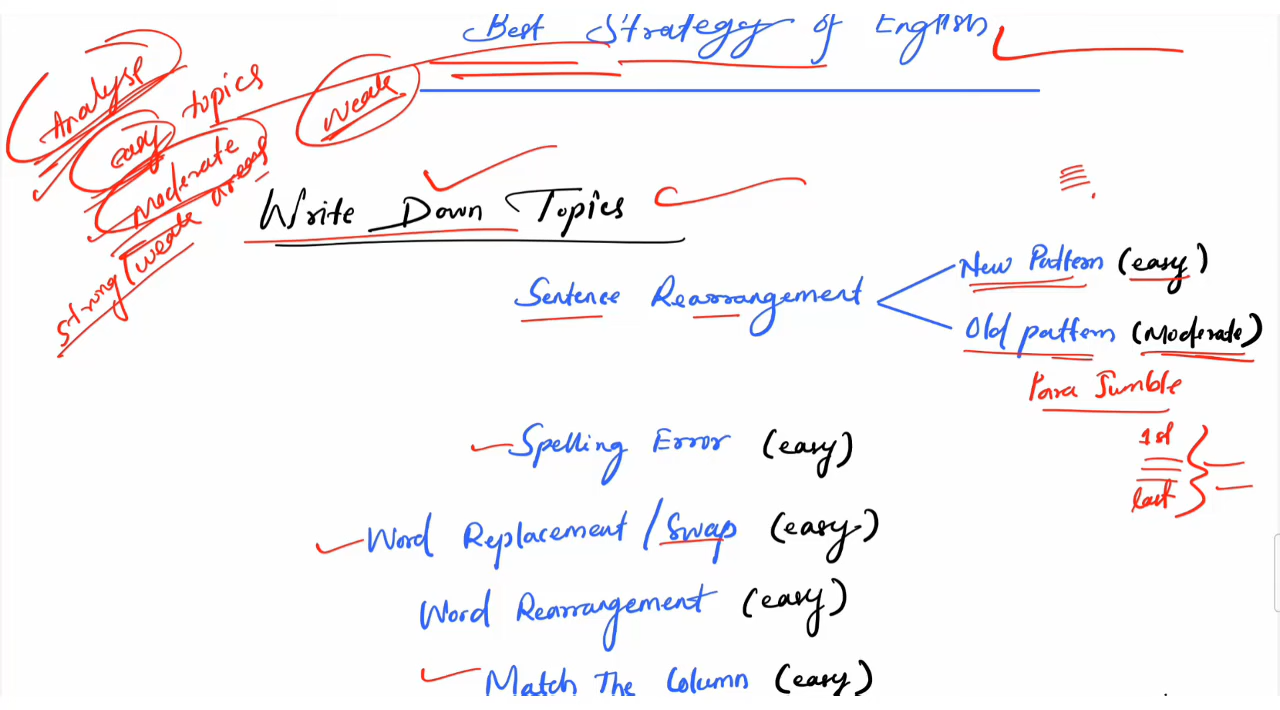 Best Strategy of English
Analyse
easy topics
Moderate
strong/weak areas
weak
Write Down Topics
Sentence Rearrangement
New Pattern (easy)
Old pattern (Moderate)
Para Jumble
1st
last
Spelling Error (easy)
Word Replacement/Swap (easy)
Word Rearrangement (easy)
Match The Column (easy)